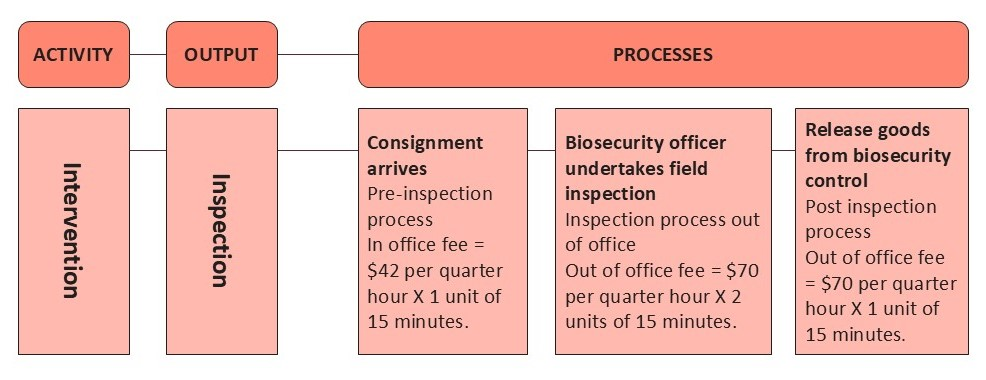 ACTIVITY
OUTPUT
PROCESSES
Intervention
Inspection
Consignment
arrives
Pre-inspection
process
In office fee =
$42 per quarter
hour X 1 unit of
15 minutes.
Biosecurity officer
undertakes field
inspection
Inspection process out
of office
Out of office fee = $70
per quarter hour X 2
units of 15 minutes.
Release goods
from biosecurity
control
Post inspection
process
Out of office fee
= $70 per quarter
hour X 1 unit of
15 minutes.